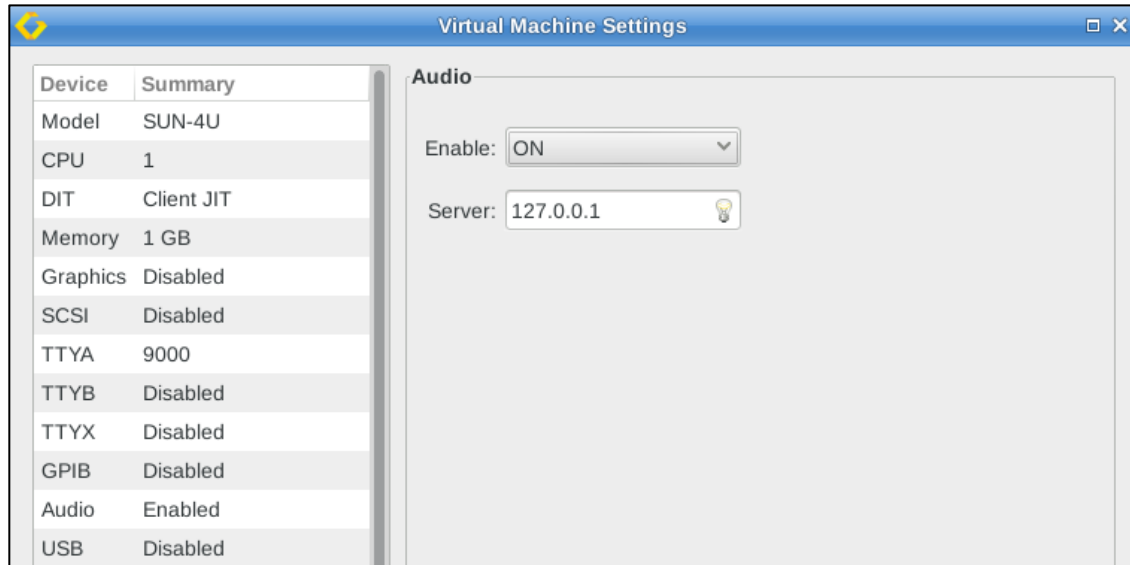 Virtual Machine Settings
Device Summary
Model SUN-4U
CPU 1
DIT Client JIT
Memory 1 GB
Graphics Disabled
SCSI Disabled
TTYA 9000
TTYB Disabled
TTYX Disabled
GPIB Disabled
Audio Enabled
USB Disabled
Audio
Enable: ON
Server: 127.0.0.1